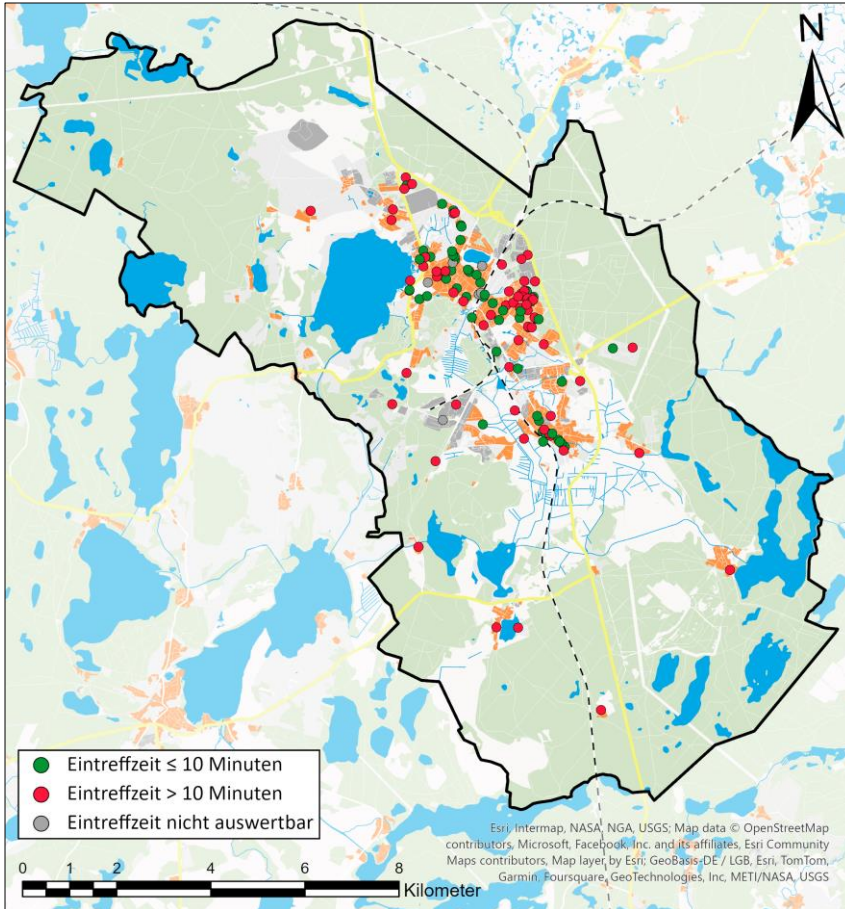 N
Eintreffzeit ≤ 10 Minuten
Eintreffzeit > 10 Minuten
Eintreffzeit nicht auswertbar
Esri, Intermap, NASA, NGA, USGS; Map data © OpenStreetMap
contributors, Microsoft, Facebook, Inc. and its affiliates, Esri Community
Maps contributors, Map layer by Esri; GeoBasis-DE / LGB, Esri, TomTom,
Garmin, Foursquare, GeoTechnologies, Inc, METI/NASA, USGS
0 2 4 6 8
Kilometer